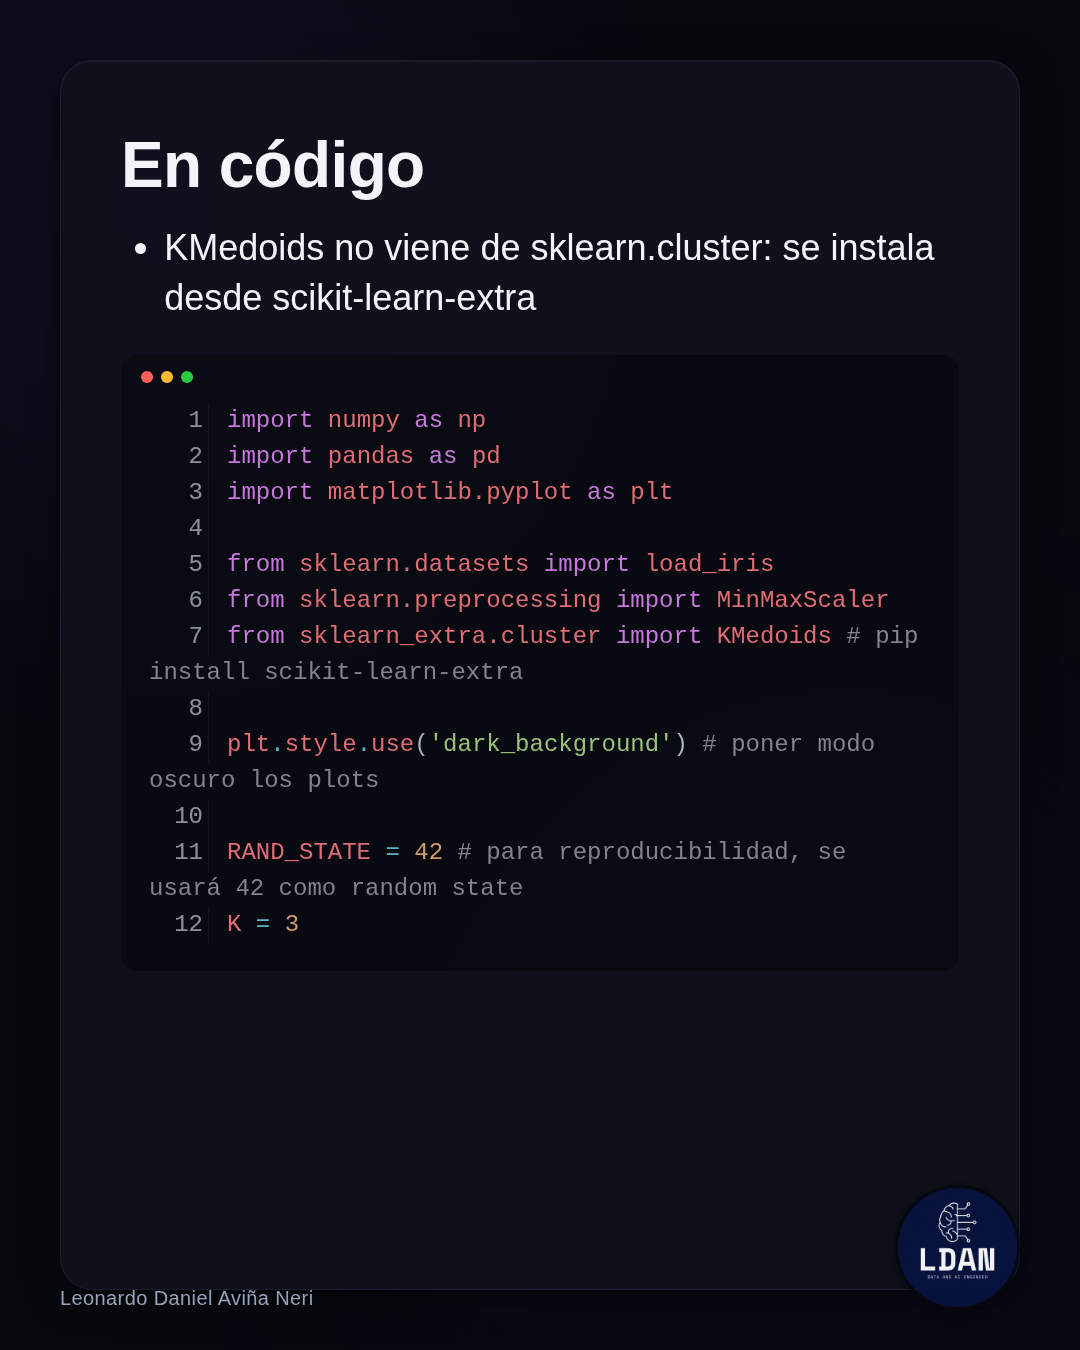 En código
• KMedoids no viene de sklearn.cluster: se instala
desde scikit-learn-extra
1 import numpy as np
2 import pandas as pd
3 import matplotlib.pyplot as plt
4
5 from sklearn.datasets import load_iris
6 from sklearn.preprocessing import MinMaxScaler
7 from sklearn_extra.cluster import KMedoids # pip
install scikit-learn-extra
8
9 plt.style.use('dark_background') # poner modo
oscuro los plots
10
11 RAND_STATE = 42 # para reproducibilidad, se
usará 42 como random state
12 K = 3
LDAN
DATA AND AI ENGINEER
Leonardo Daniel Aviña Neri